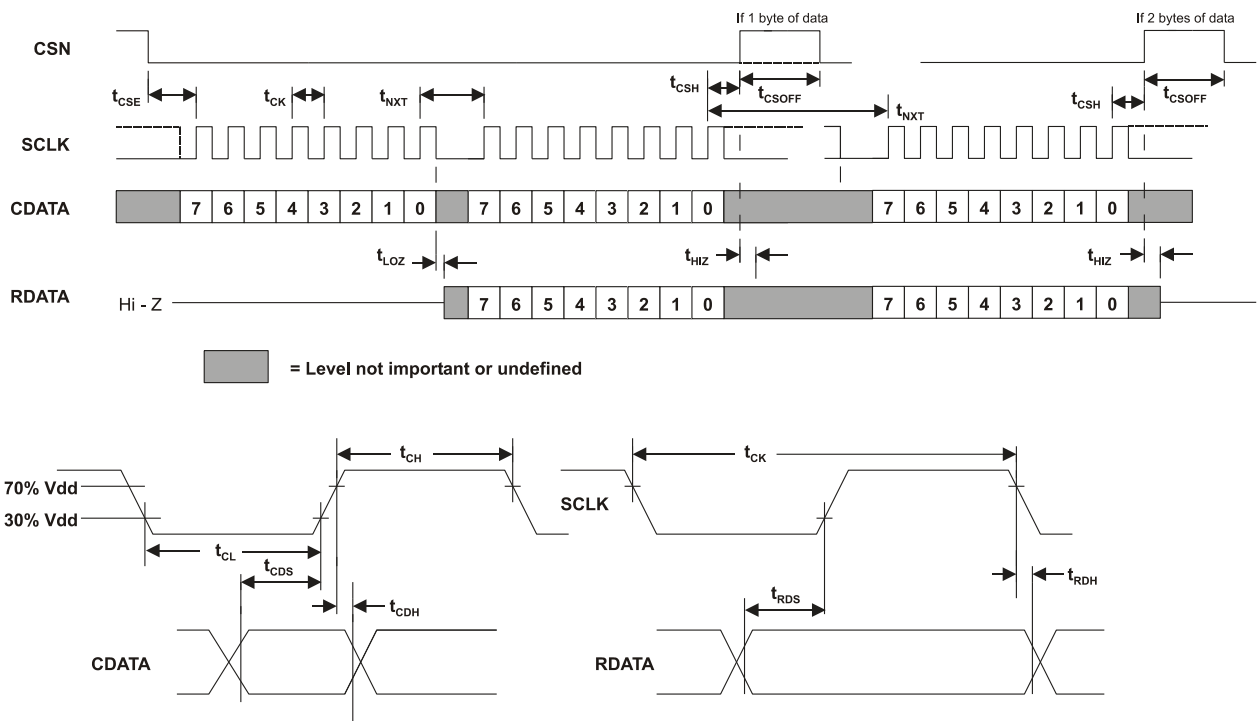 If 1 byte of data If 2 bytes of data
CSN
tCSE tCK tNXT tCSH tCSOFF tNXT tCSH tCSOFF
SCLK
CDATA 7 6 5 4 3 2 1 0 7 6 5 4 3 2 1 0 7 6 5 4 3 2 1 0
tLOZ tHIZ tHIZ
RDATA Hi - Z 7 6 5 4 3 2 1 0 7 6 5 4 3 2 1 0
= Level not important or undefined
tCH tCK
70% Vdd
SCLK
30% Vdd
tCL
tCDS
tRDH
tCDH tRDS
CDATA RDATA